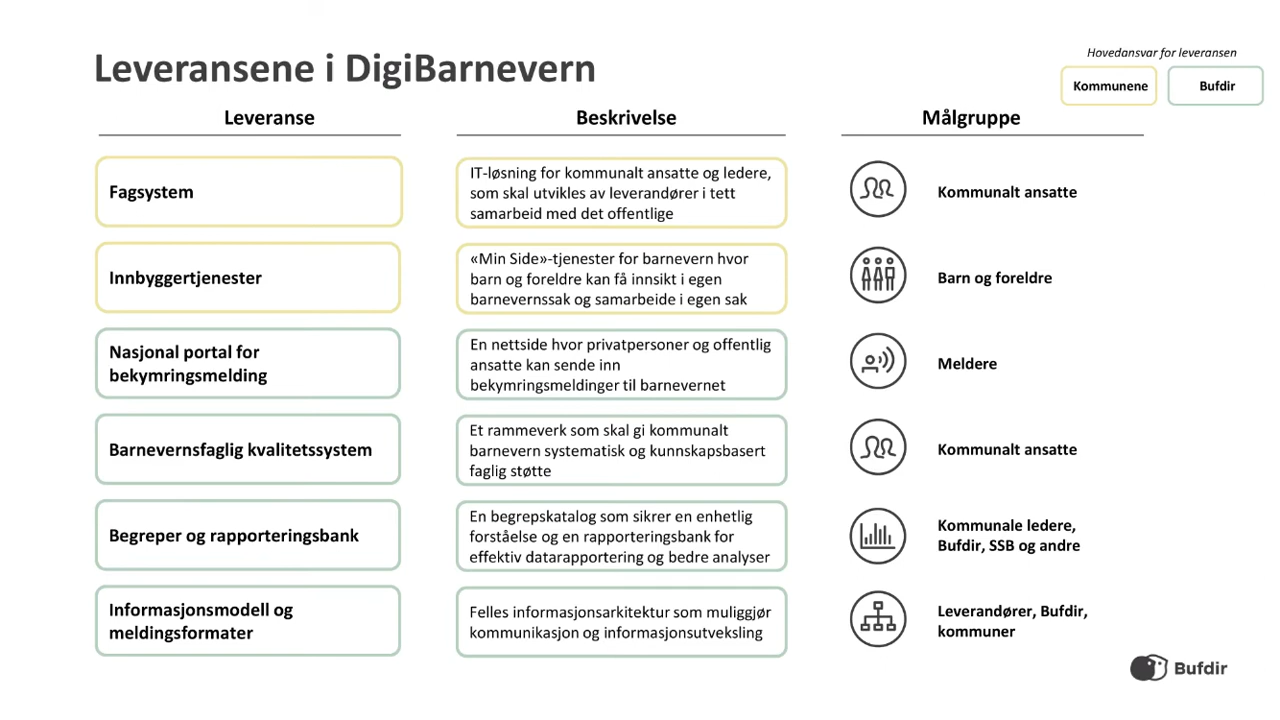 Leveransene i DigiBarnevern
Hovedansvar for leveransen
Kommunene
Bufdir
Leveranse
Beskrivelse
Målgruppe
Fagsystem
IT-løsning for kommunalt ansatte og ledere,
som skal utvikles av leverandører i tett
samarbeid med det offentlige
Kommunalt ansatte
Innbyggertjenester
«Min Side»-tjenester for barnevern hvor
barn og foreldre kan få innsikt i egen
barnevernssak og samarbeide i egen sak
Barn og foreldre
Nasjonal portal for
bekymringsmelding
En nettside hvor privatpersoner og offentlig
ansatte kan sende inn
bekymringsmeldinger til barnevernet
Meldere
Barnevernsfaglig kvalitetssystem
Et rammeverk som skal gi kommunalt
barnevern systematisk og kunnskapsbasert
faglig støtte
Kommunalt ansatte
Begreper og rapporteringsbank
En begrepskatalog som sikrer en enhetlig
forståelse og en rapporteringsbank for
effektiv datarapportering og bedre analyser
Kommunale ledere,
Bufdir, SSB og andre
Informasjonsmodell og
meldingsformater
Felles informasjonsarkitektur som muliggjør
kommunikasjon og informasjonsutveksling
Leverandører, Bufdir,
kommuner
Bufdir